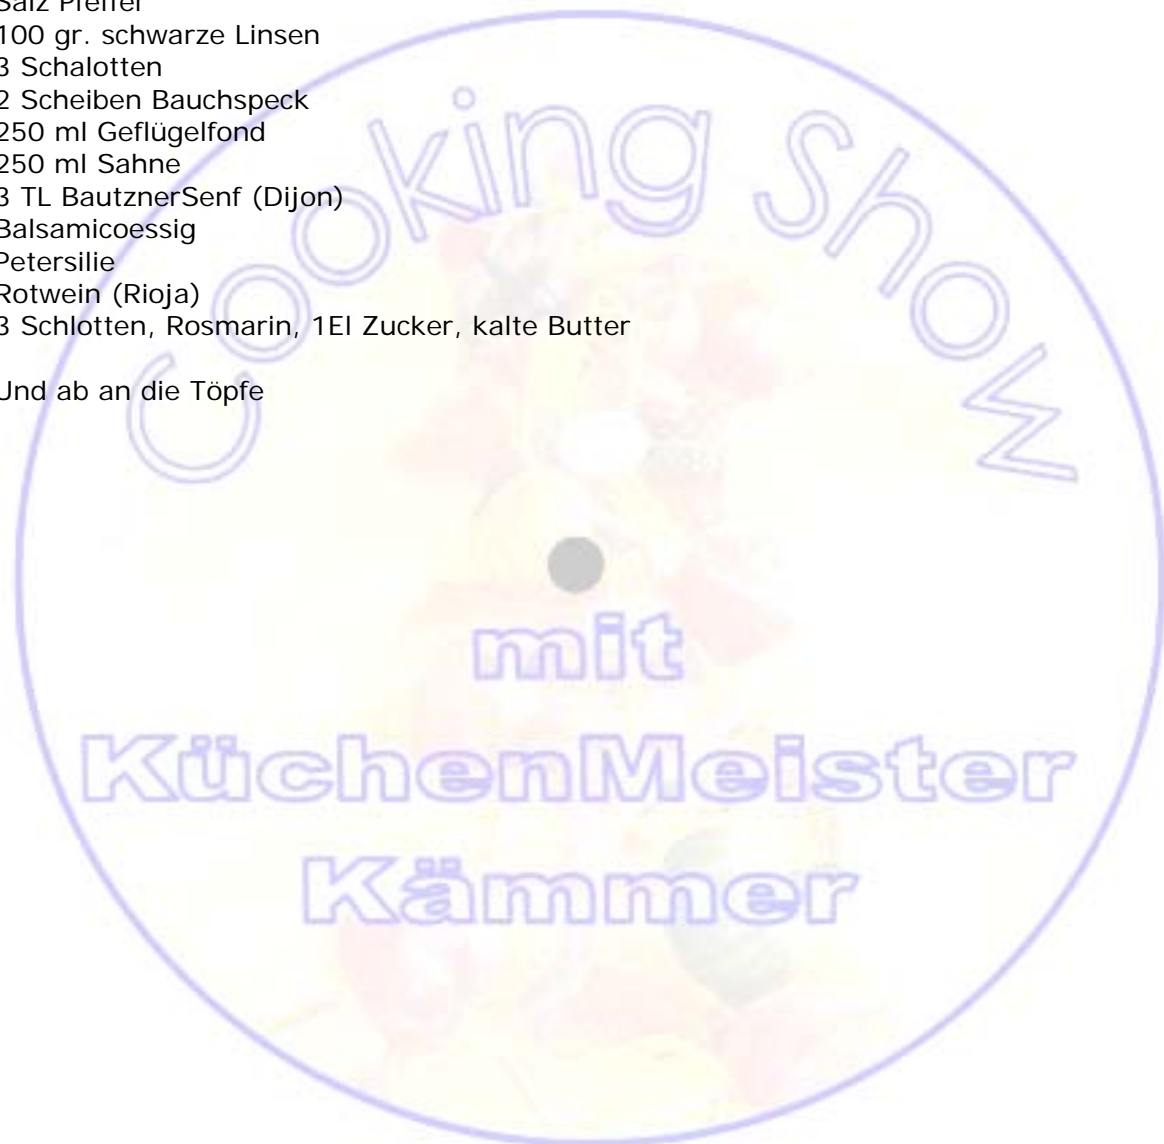 Salz Pfeffer
100 gr. schwarze Linsen
3 Schalotten
2 Scheiben Bauchspeck
250 ml Geflügelfond
250 ml Sahne
3 TL BautznerSenf (Dijon)
Balsamicoessig
Petersilie
Rotwein (Rioja)
3 Schlotten, Rosmarin, 1El Zucker, kalte Butter
Und ab an die Töpfe
Cooking Show
mit
KüchenMeister
Kämmer